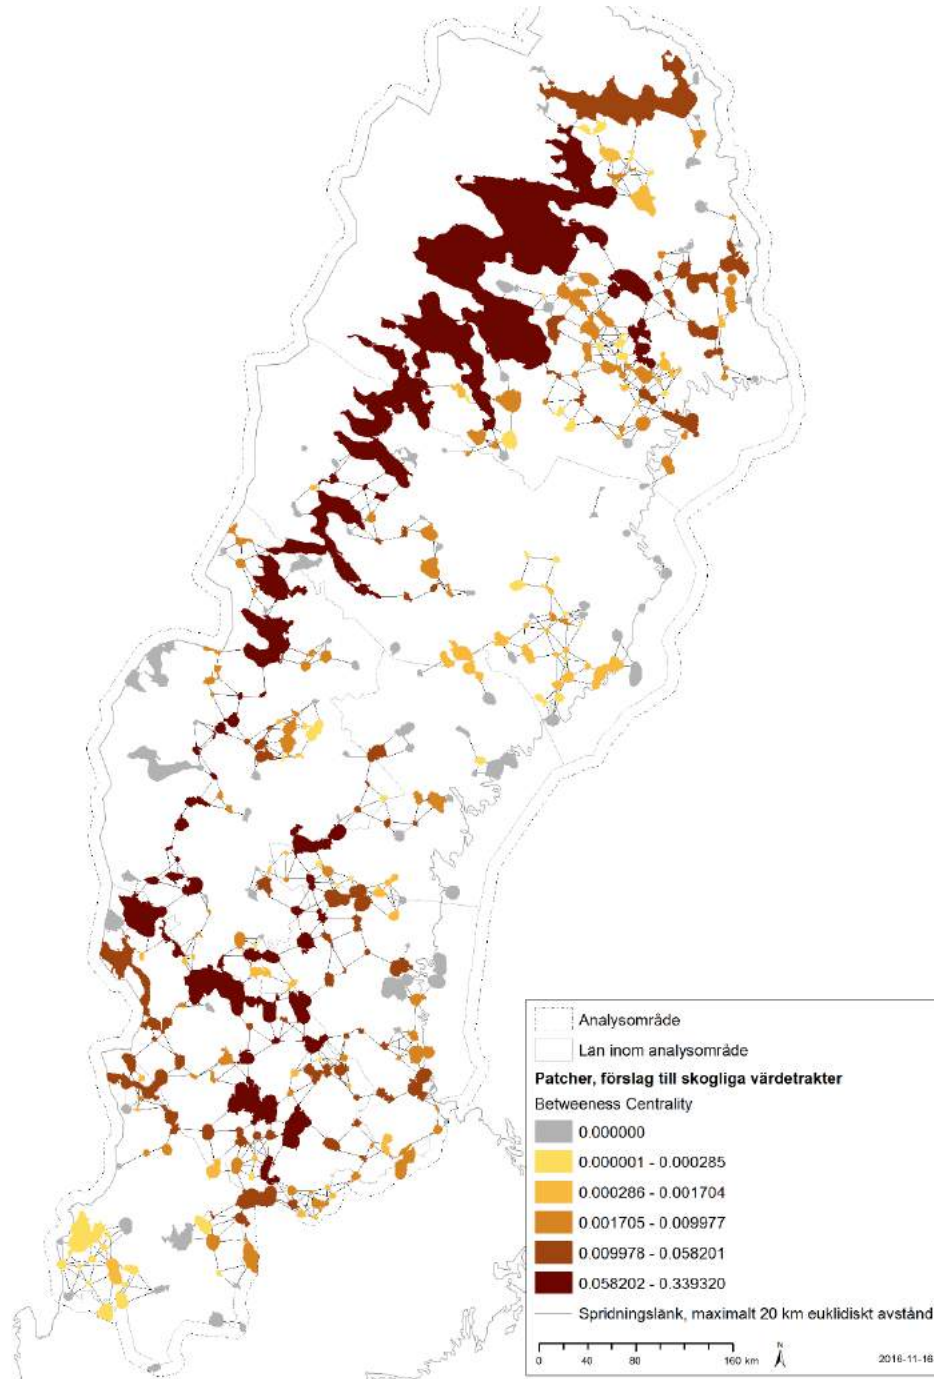 Analysområde
Län inom analysområde
Patcher, förslag till skogliga värdetrakter
Betweeness Centrality
0.000000
0.000001 - 0.000285
0.000286 - 0.001704
0.001705 - 0.009977
0.009978 - 0.058201
0.058202 - 0.339320
Spridningslänk, maximalt 20 km euklidiskt avstånd
N
0 40 80 160 km
2016-11-16